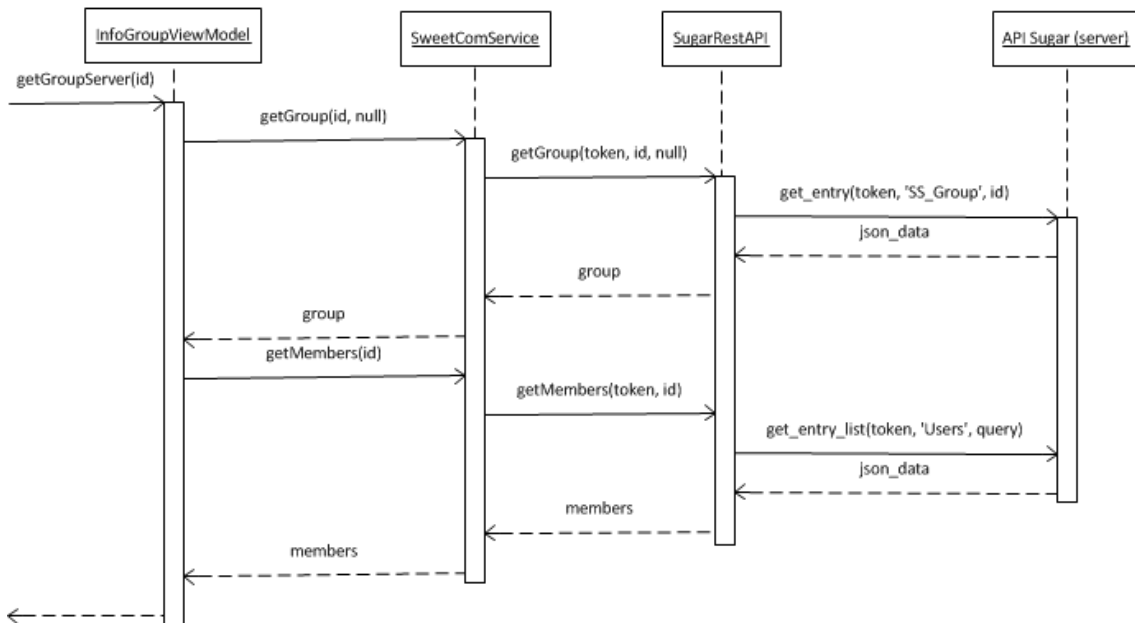 InfoGroupViewModel
SweetComService
SugarRestAPI
API Sugar (server)
getGroupServer(id)
getGroup(id, null)
getGroup(token, id, null)
get_entry(token, 'SS_Group', id)
json_data
group
group
getMembers(id)
getMembers(token, id)
get_entry_list(token, 'Users', query)
json_data
members
members